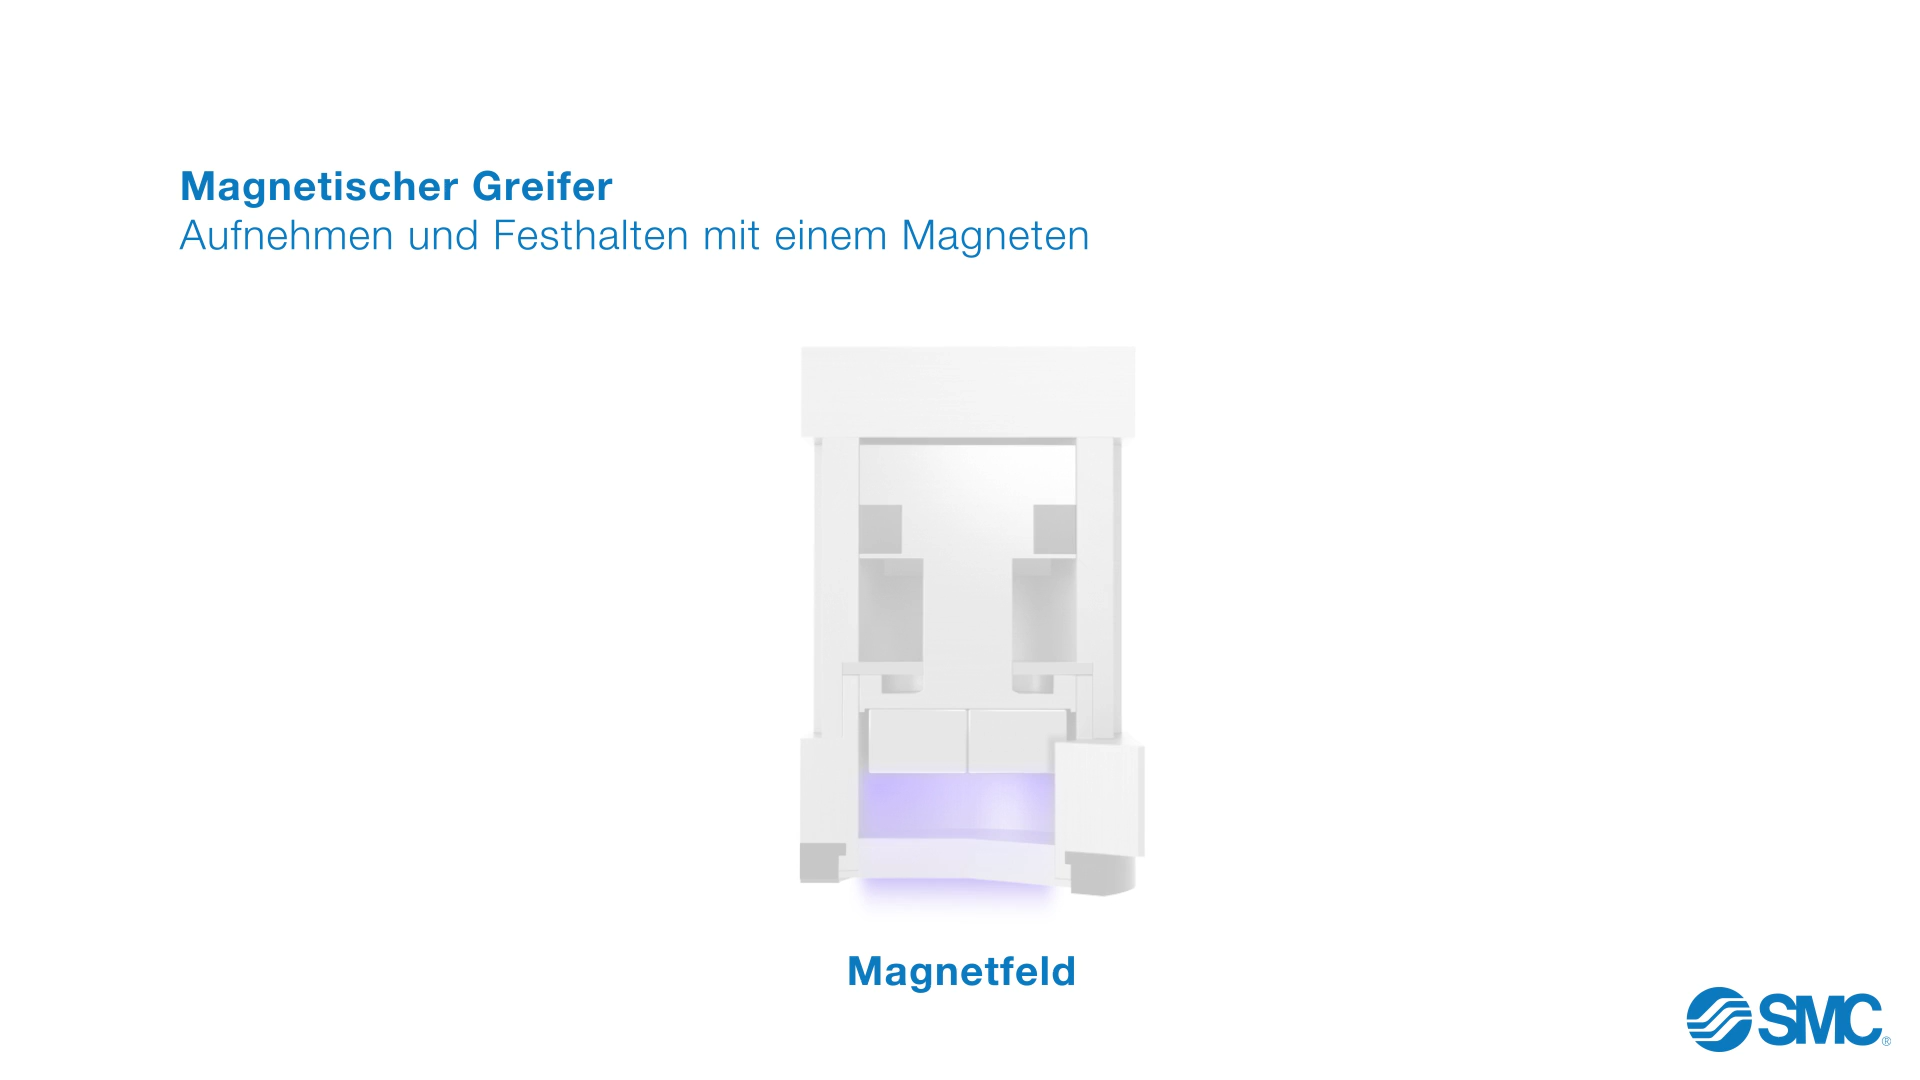 Magnetischer Greifer
Aufnehmen und Festhalten mit einem Magneten
Magnetfeld
SMC®